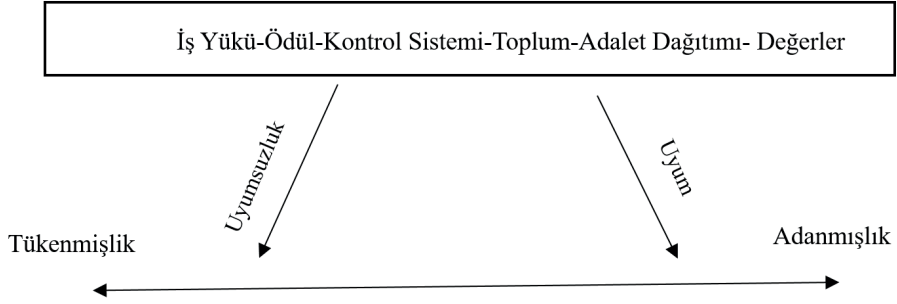 İş Yükü-Ödül-Kontrol Sistemi-Toplum-Adalet Dağıtımı- Değerler
Uyumsuzluk
Uyum
Tükenmişlik
Adanmışlık